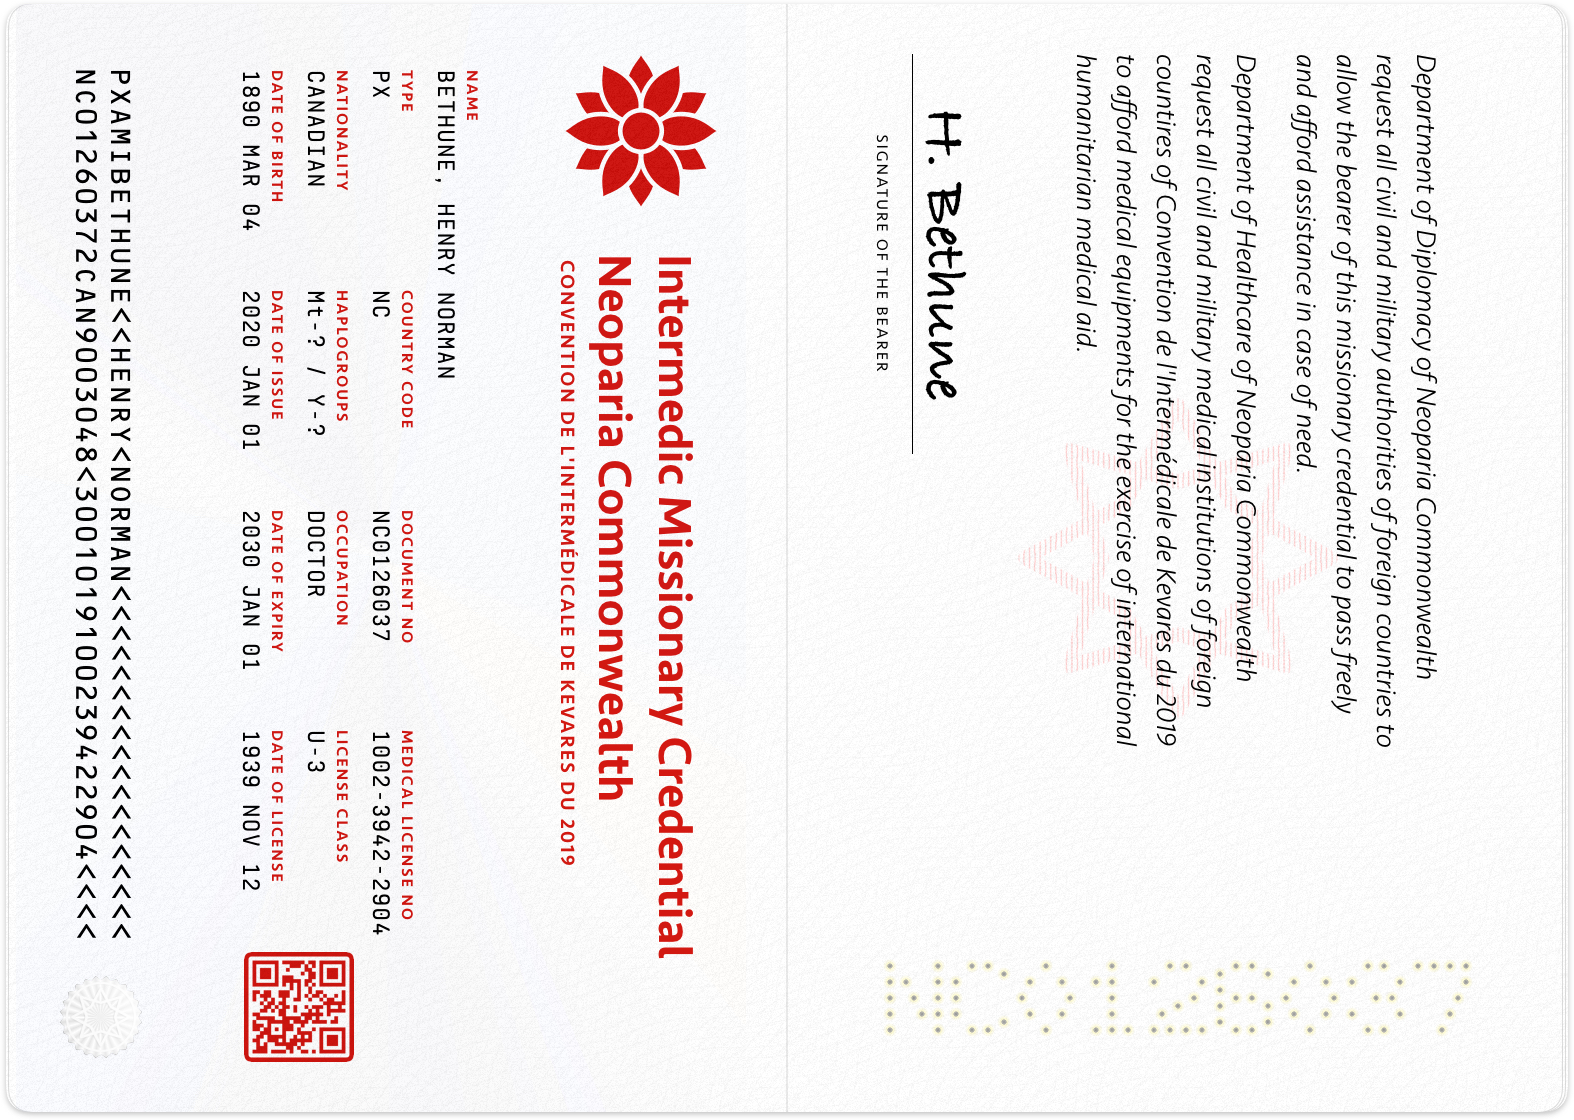 Department of Diplomacy of Neoparia Commonwealth
request all civil and military authorities of foreign countries to
allow the bearer of this missionary credential to pass freely
and afford assistance in case of need.
Department of Healthcare of Neoparia Commonwealth
request all civil and military medical institutions of foreign
countires of Convention de l'Intermédicale de Kevares du 2019
to afford medical equipments for the exercise of international
humanitarian medical aid.
H. Bethune
SIGNATURE OF THE BEARER
NC0126037
Intermedic Missionary Credential
Neoparia Commonwealth
CONVENTION DE L'INTERMÉDICALE DE KEVARES DU 2019
NAME
BETHUNE, HENRY NORMAN
TYPE COUNTRY CODE DOCUMENT NO MEDICAL LICENSE NO
PX NC NC0126037 1002-3942-2904
NATIONALITY HAPLOGROUPS OCCUPATION LICENSE CLASS
CANADIAN Mt-? / Y-? DOCTOR U-3
DATE OF BIRTH DATE OF ISSUE DATE OF EXPIRY DATE OF LICENSE
1890 MAR 04 2020 JAN 01 2030 JAN 01 1939 NOV 12
PXAMIBETHUNE<<HENRY<NORMAN<<<<<<<<<<<<<<<<<<
NC01260372CAN9003048<3001019100239422904<<<<